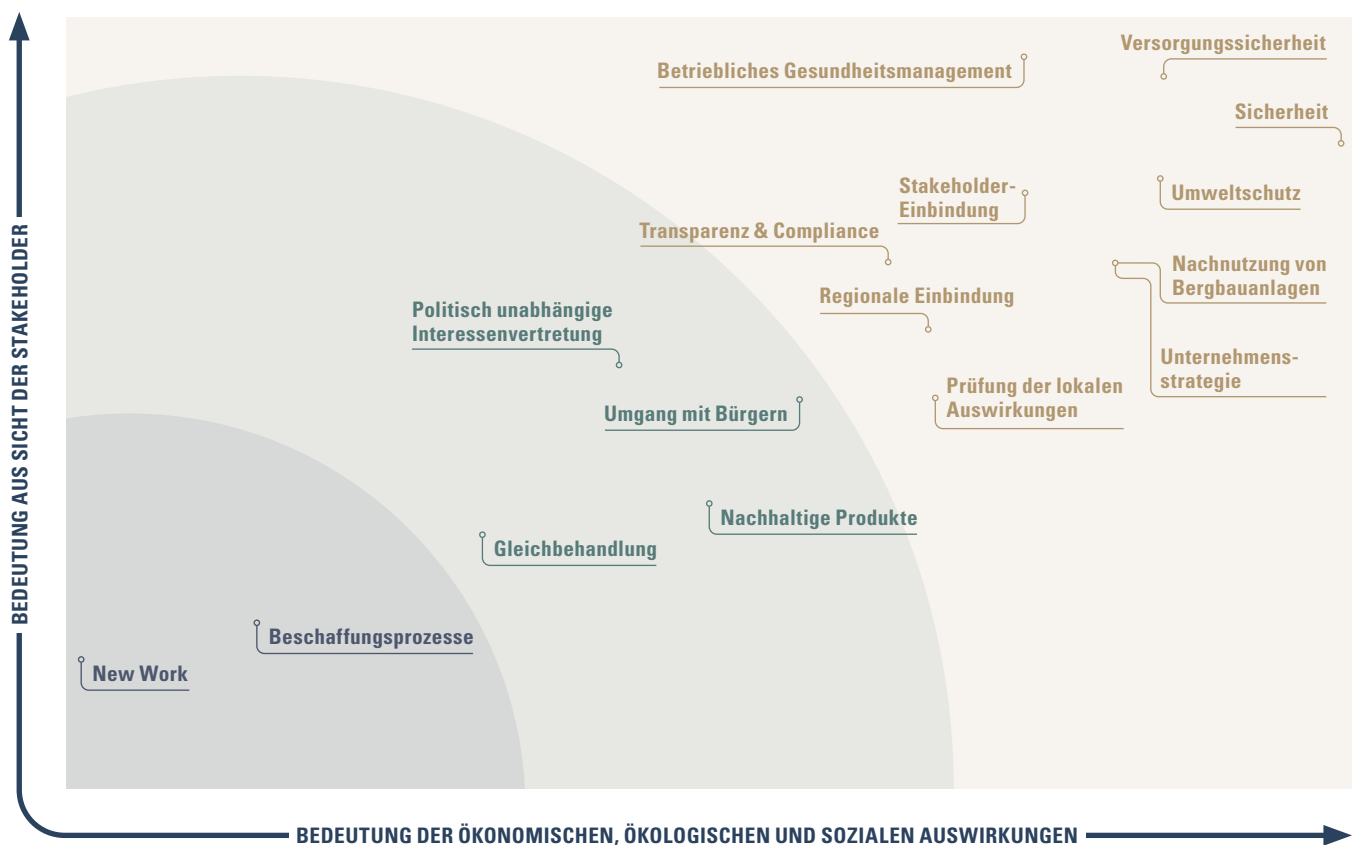 BEDEUTUNG AUS SICHT DER STAKEHOLDER
Versorgungssicherheit
Betriebliches Gesundheitsmanagement
Sicherheit
Stakeholder-
Einbindung
Umweltschutz
Transparenz & Compliance
Nachnutzung von
Bergbauanlagen
Regionale Einbindung
Politisch unabhängige
Interessenvertretung
Unternehmens-
strategie
Prüfung der lokalen
Auswirkungen
Umgang mit Bürgern
Nachhaltige Produkte
Gleichbehandlung
Beschaffungsprozesse
New Work
BEDEUTUNG DER ÖKONOMISCHEN, ÖKOLOGISCHEN UND SOZIALEN AUSWIRKUNGEN